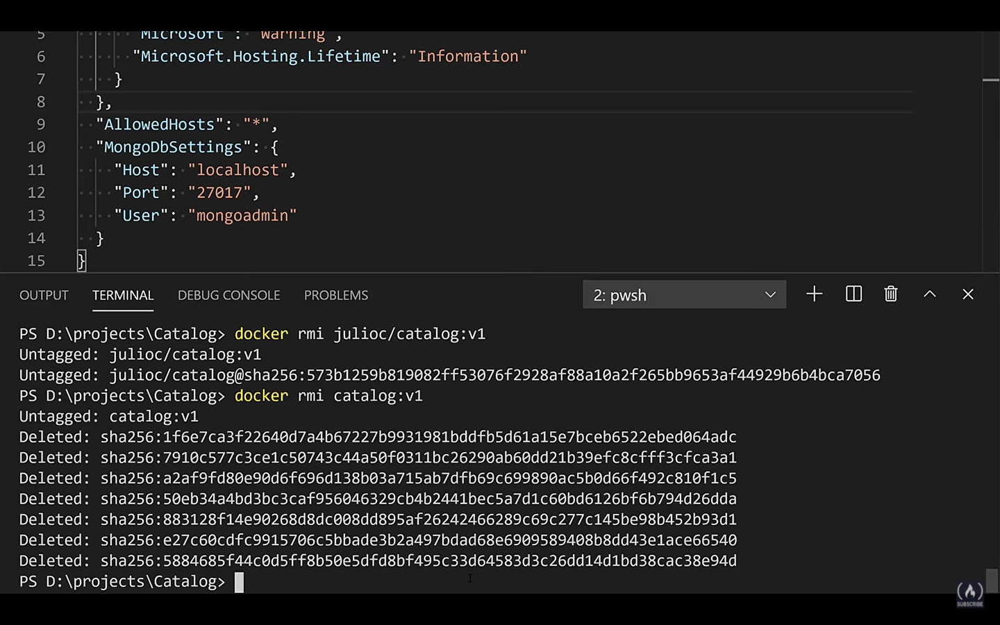 5 "Microsoft": "Warning",
6 "Microsoft.Hosting.Lifetime": "Information"
7 }
8 },
9 "AllowedHosts": "*",
10 "MongoDbSettings": {
11 "Host": "localhost",
12 "Port": "27017",
13 "User": "mongoadmin"
14 }
15 }
OUTPUT TERMINAL DEBUG CONSOLE PROBLEMS 2: pwsh
PS D:\projects\Catalog> docker rmi julioc/catalog:v1
Untagged: julioc/catalog:v1
Untagged: julioc/catalog@sha256:573b1259b819082ff53076f2928af88a10a2f265bb9653af44929b6b4bca7056
PS D:\projects\Catalog> docker rmi catalog:v1
Untagged: catalog:v1
Deleted: sha256:1f6e7ca3f22640d7a4b67227b9931981bddfb5d61a15e7bceb6522ebed064adc
Deleted: sha256:7910c577c3ce1c50743c44a50f0311bc26290ab60dd21b39efc8cfff3cfca3a1
Deleted: sha256:a2af9fd80e90d6f696d138b03a715ab7dfb69c699890ac5b0d66f492c810f1c5
Deleted: sha256:50eb34a4bd3bc3caf956046329cb4b2441bec5a7d1c60bd6126bf6b794d26dda
Deleted: sha256:883128f14e90268d8dc008dd895af26242466289c69c277c145be98b452b93d1
Deleted: sha256:e27c60cdfc9915706c5bbade3b2a497bdad68e6909589408b8dd43e1ace66540
Deleted: sha256:5884685f44c0d5ff8b50e5dfd8bf495c33d64583d3c26dd14d1bd38cac38e94d
PS D:\projects\Catalog>
SUBSCRIBE